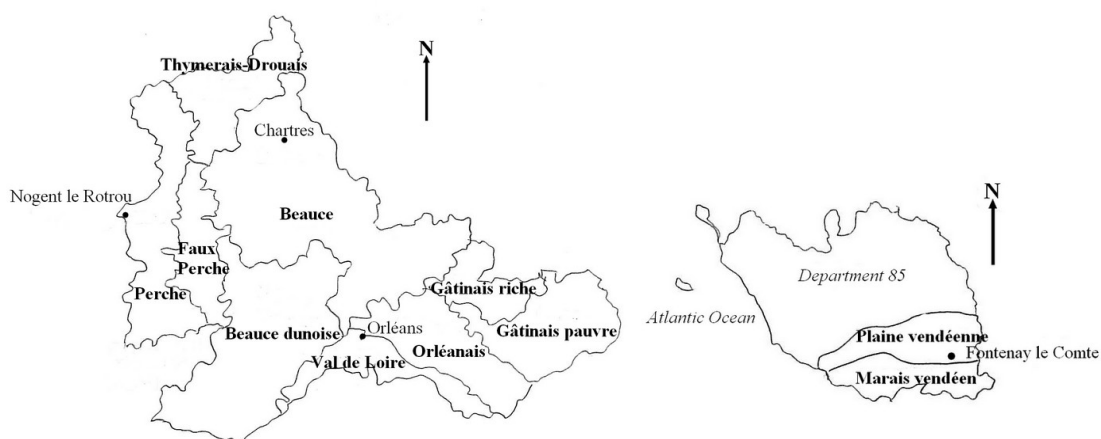 Thymerais-Drouais
N
Chartres
Nogent le Rotrou
Beauce
Faux
Perche
Perche
Gâtinais riche
Beauce dunoise
Orléans
Gâtinais pauvre
Orléanais
Val de Loire
N
Department 85
Atlantic Ocean
Plaine vendéenne
Fontenay le Comte
Marais vendéen